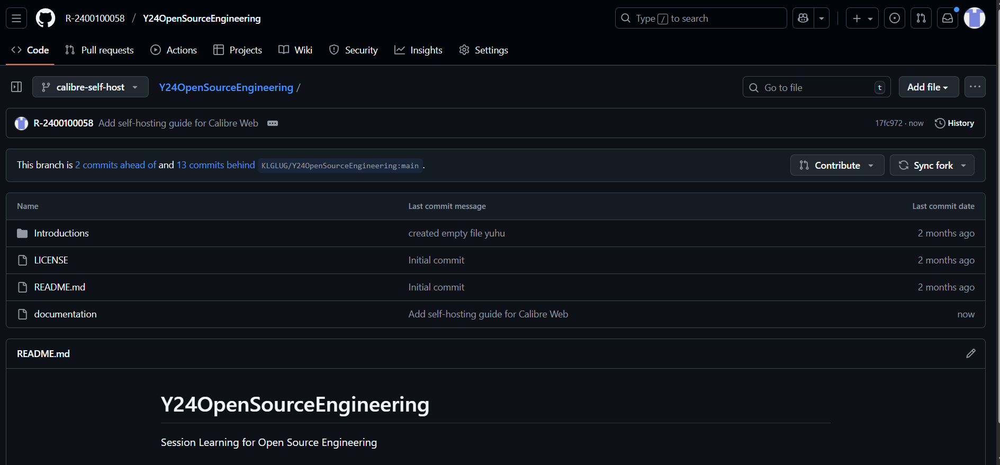 R-2400100058 / Y24OpenSourceEngineering
Type / to search
Code Pull requests Actions Projects Wiki Security Insights Settings
calibre-self-host Y24OpenSourceEngineering /
Go to file t Add file
R-2400100058 Add self-hosting guide for Calibre Web
17fc972 · now History
This branch is 2 commits ahead of and 13 commits behind KLGLUG/Y24OpenSourceEngineering:main .
Contribute Sync fork
Name Last commit message Last commit date
Introductions created empty file yuhu 2 months ago
LICENSE Initial commit 2 months ago
README.md Initial commit 2 months ago
documentation Add self-hosting guide for Calibre Web now
README.md
Y24OpenSourceEngineering
Session Learning for Open Source Engineering